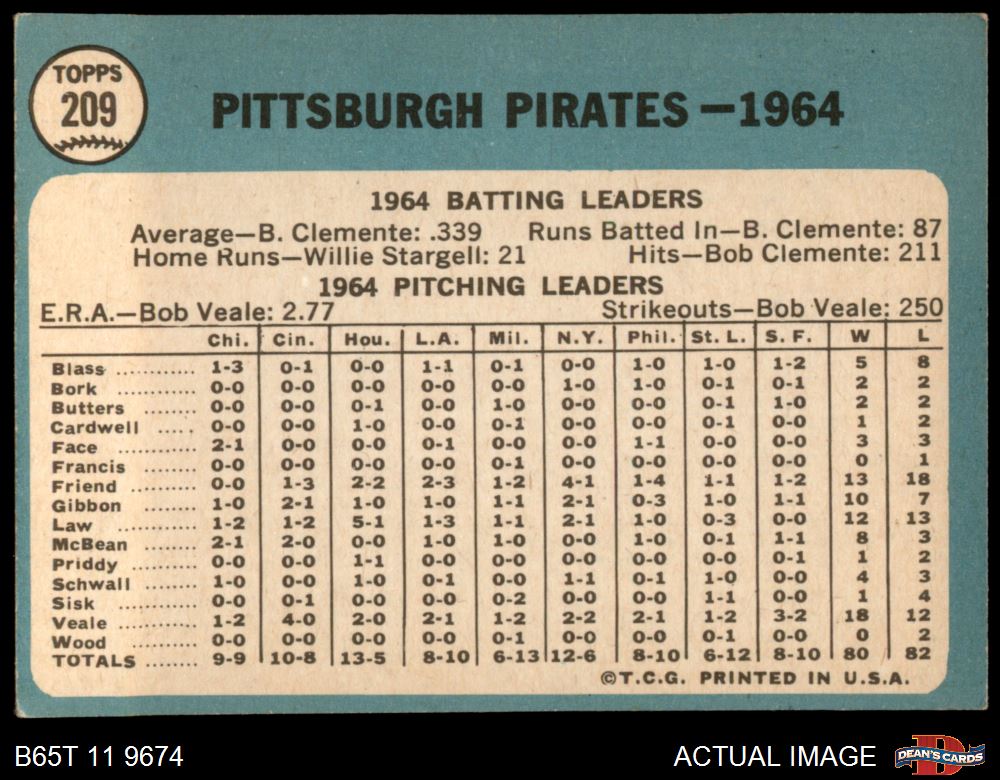 TOPPS
209
PITTSBURGH PIRATES—1964
1964 BATTING LEADERS
Average—B. Clemente: .339 Runs Batted In—B. Clemente: 87
Home Runs—Willie Stargell: 21 Hits—Bob Clemente: 211
1964 PITCHING LEADERS
E.R.A.—Bob Veale: 2.77 Strikeouts—Bob Veale: 250
Chi. Cin. Hou. L.A. Mil. N.Y. Phil. St. L. S. F. W L
Blass .......... 1-3 0-1 0-0 1-1 0-1 0-0 1-0 1-0 1-2 5 8
Bork .......... 0-0 0-0 0-0 0-0 0-0 1-0 1-0 0-1 0-1 2 2
Butters ....... 0-0 0-0 0-1 0-0 1-0 0-0 0-0 0-1 1-0 2 2
Cardwell ..... 0-0 0-0 1-0 0-0 0-1 0-0 0-0 0-1 0-0 1 2
Face .......... 2-1 0-0 0-0 0-1 0-0 0-0 1-1 0-0 0-0 3 3
Francis ....... 0-0 0-0 0-0 0-0 0-1 0-0 0-0 0-0 0-0 0 1
Friend ......... 0-0 1-3 2-2 2-3 1-2 4-1 1-4 1-1 1-2 13 18
Gibbon ........ 1-0 2-1 1-0 1-0 1-1 2-1 0-3 1-0 1-1 10 7
Law .......... 1-2 1-2 5-1 1-3 1-1 2-1 1-0 0-3 0-0 12 13
McBean ....... 2-1 2-0 0-0 1-0 1-0 0-0 1-0 0-1 1-1 8 3
Priddy ......... 0-0 0-0 1-1 0-0 0-0 0-0 0-0 0-1 0-0 1 2
Schwall ....... 1-0 0-0 1-0 0-1 0-0 1-1 0-1 1-0 0-0 4 3
Sisk .......... 0-0 0-1 0-0 0-0 0-2 0-0 0-0 1-1 0-0 1 4
Veale .......... 1-2 4-0 2-0 2-1 1-2 2-2 2-1 1-2 3-2 18 12
Wood .......... 0-0 0-0 0-0 0-0 0-1 0-0 0-0 0-1 0-0 0 2
TOTALS ....... 9-9 10-8 13-5 8-10 6-13 12-6 8-10 6-12 8-10 80 82
©T.C.G. PRINTED IN U.S.A.
B65T 11 9674 ACTUAL IMAGE DEAN'S CARDS